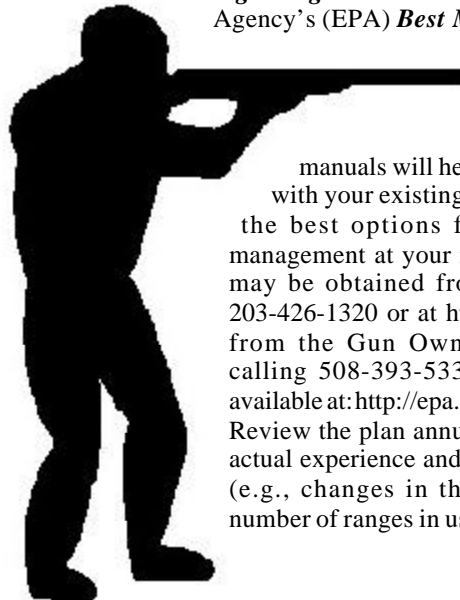 Agency's (EPA) Best M
manuals will he
with your existing
the best options f
management at your
may be obtained fro
203-426-1320 or at h
from the Gun Own
calling 508-393-533
available at:http://epa.
Review the plan annu
actual experience and
(e.g., changes in th
number of ranges in us